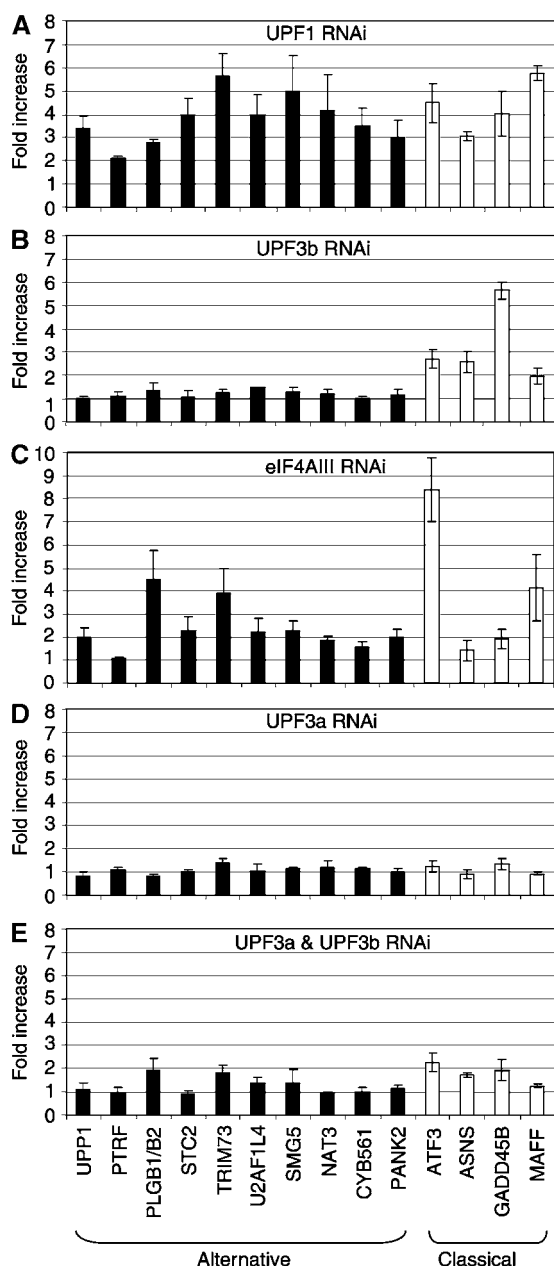 A
UPF1 RNAi
Fold increase
8
7
6
5
4
3
2
1
0
B
UPF3b RNAi
Fold increase
8
7
6
5
4
3
2
1
0
C
eIF4AIII RNAi
Fold increase
10
9
8
7
6
5
4
3
2
1
0
D
UPF3a RNAi
Fold increase
8
7
6
5
4
3
2
1
0
E
UPF3a & UPF3b RNAi
Fold increase
8
7
6
5
4
3
2
1
0
UPP1
PTRF
PLGB1/B2
STC2
TRIM73
U2AF1L4
SMG5
NAT3
CYB561
PANK2
ATF3
ASNS
GADD45B
MAFF
Alternative
Classical